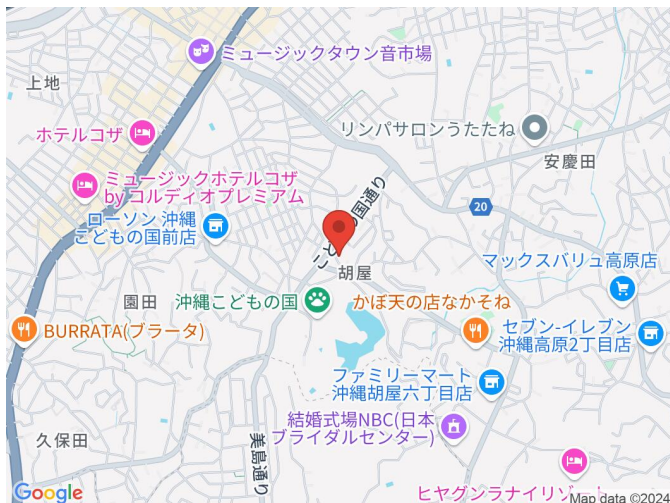 ミュージックタウン音市場
上地
リンパサロンうたたね
ホテルコザ
安慶田
ミュージックホテルコザ
by コルディオプレミアム
20
ローソン 沖縄
こどもの国前店
胡屋
マックスバリュ高原店
園田
沖縄こどもの国
かぼ天の店なかそね
BURRATA(ブラータ)
セブン-イレブン
沖縄高原2丁目店
ファミリーマート
沖縄胡屋六丁目店
結婚式場NBC(日本
ブライダルセンター)
久保田
美島通り
Google
Map data ©2024